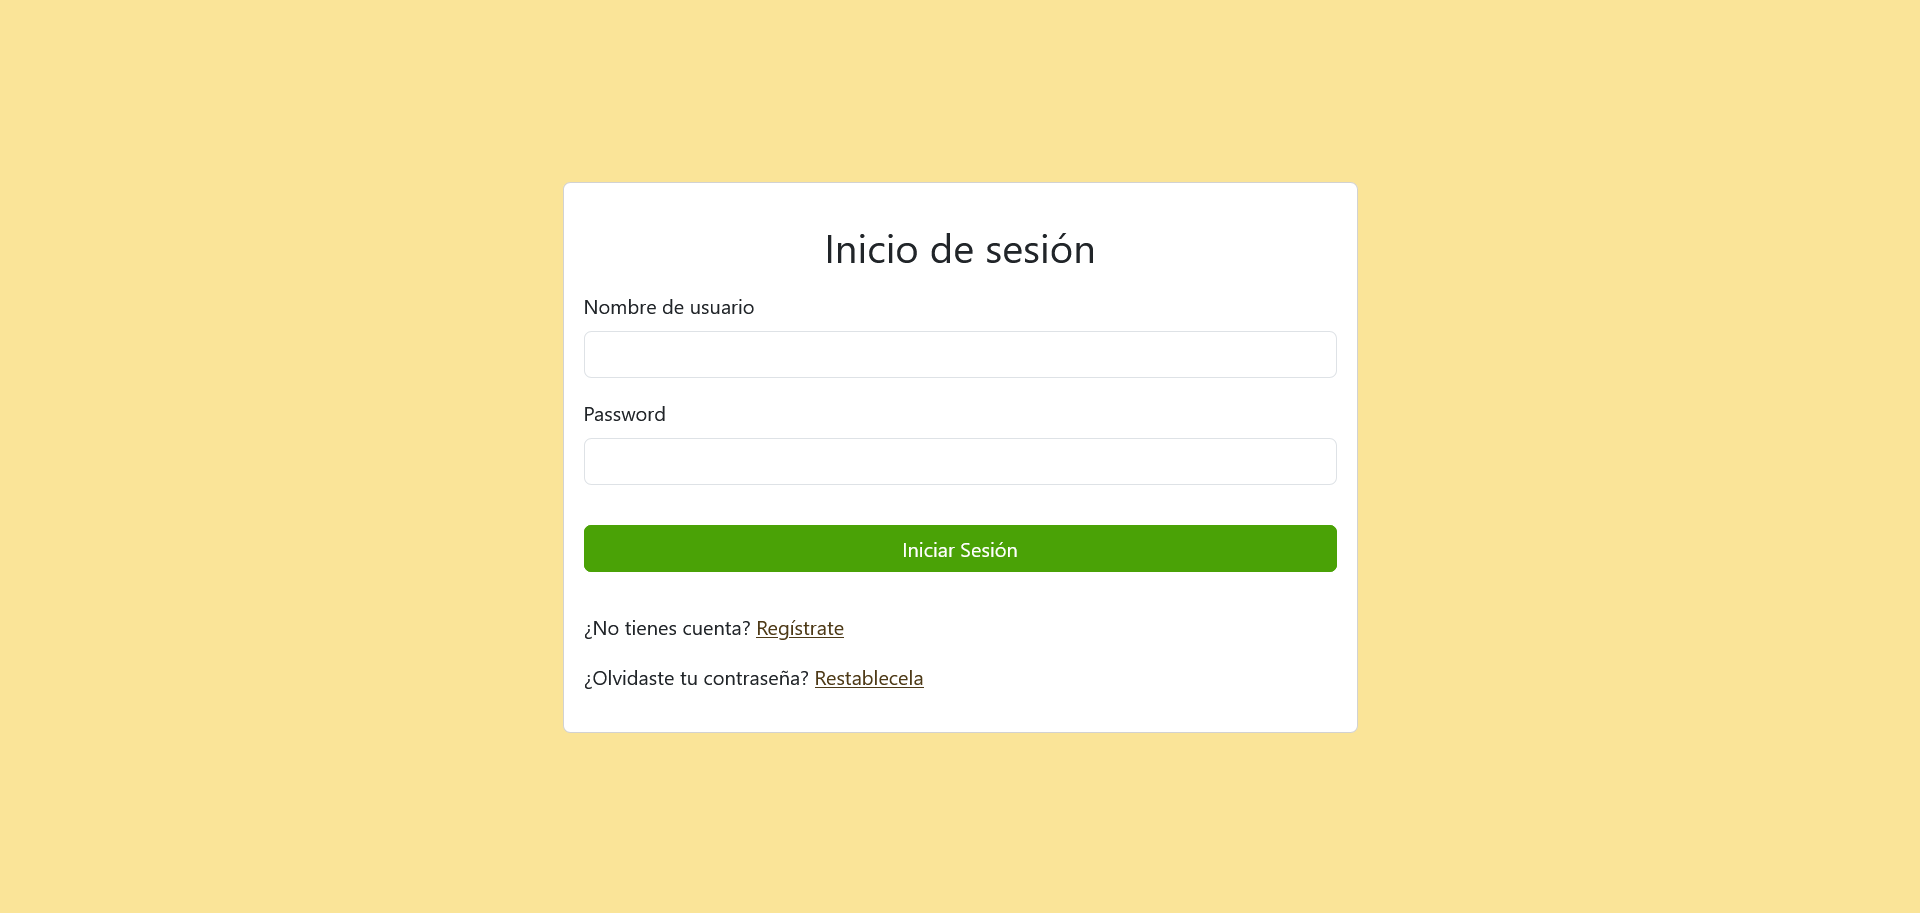 Inicio de sesión
Nombre de usuario
Password
Iniciar Sesión
¿No tienes cuenta? Regístrate
¿Olvidaste tu contraseña? Restablecela